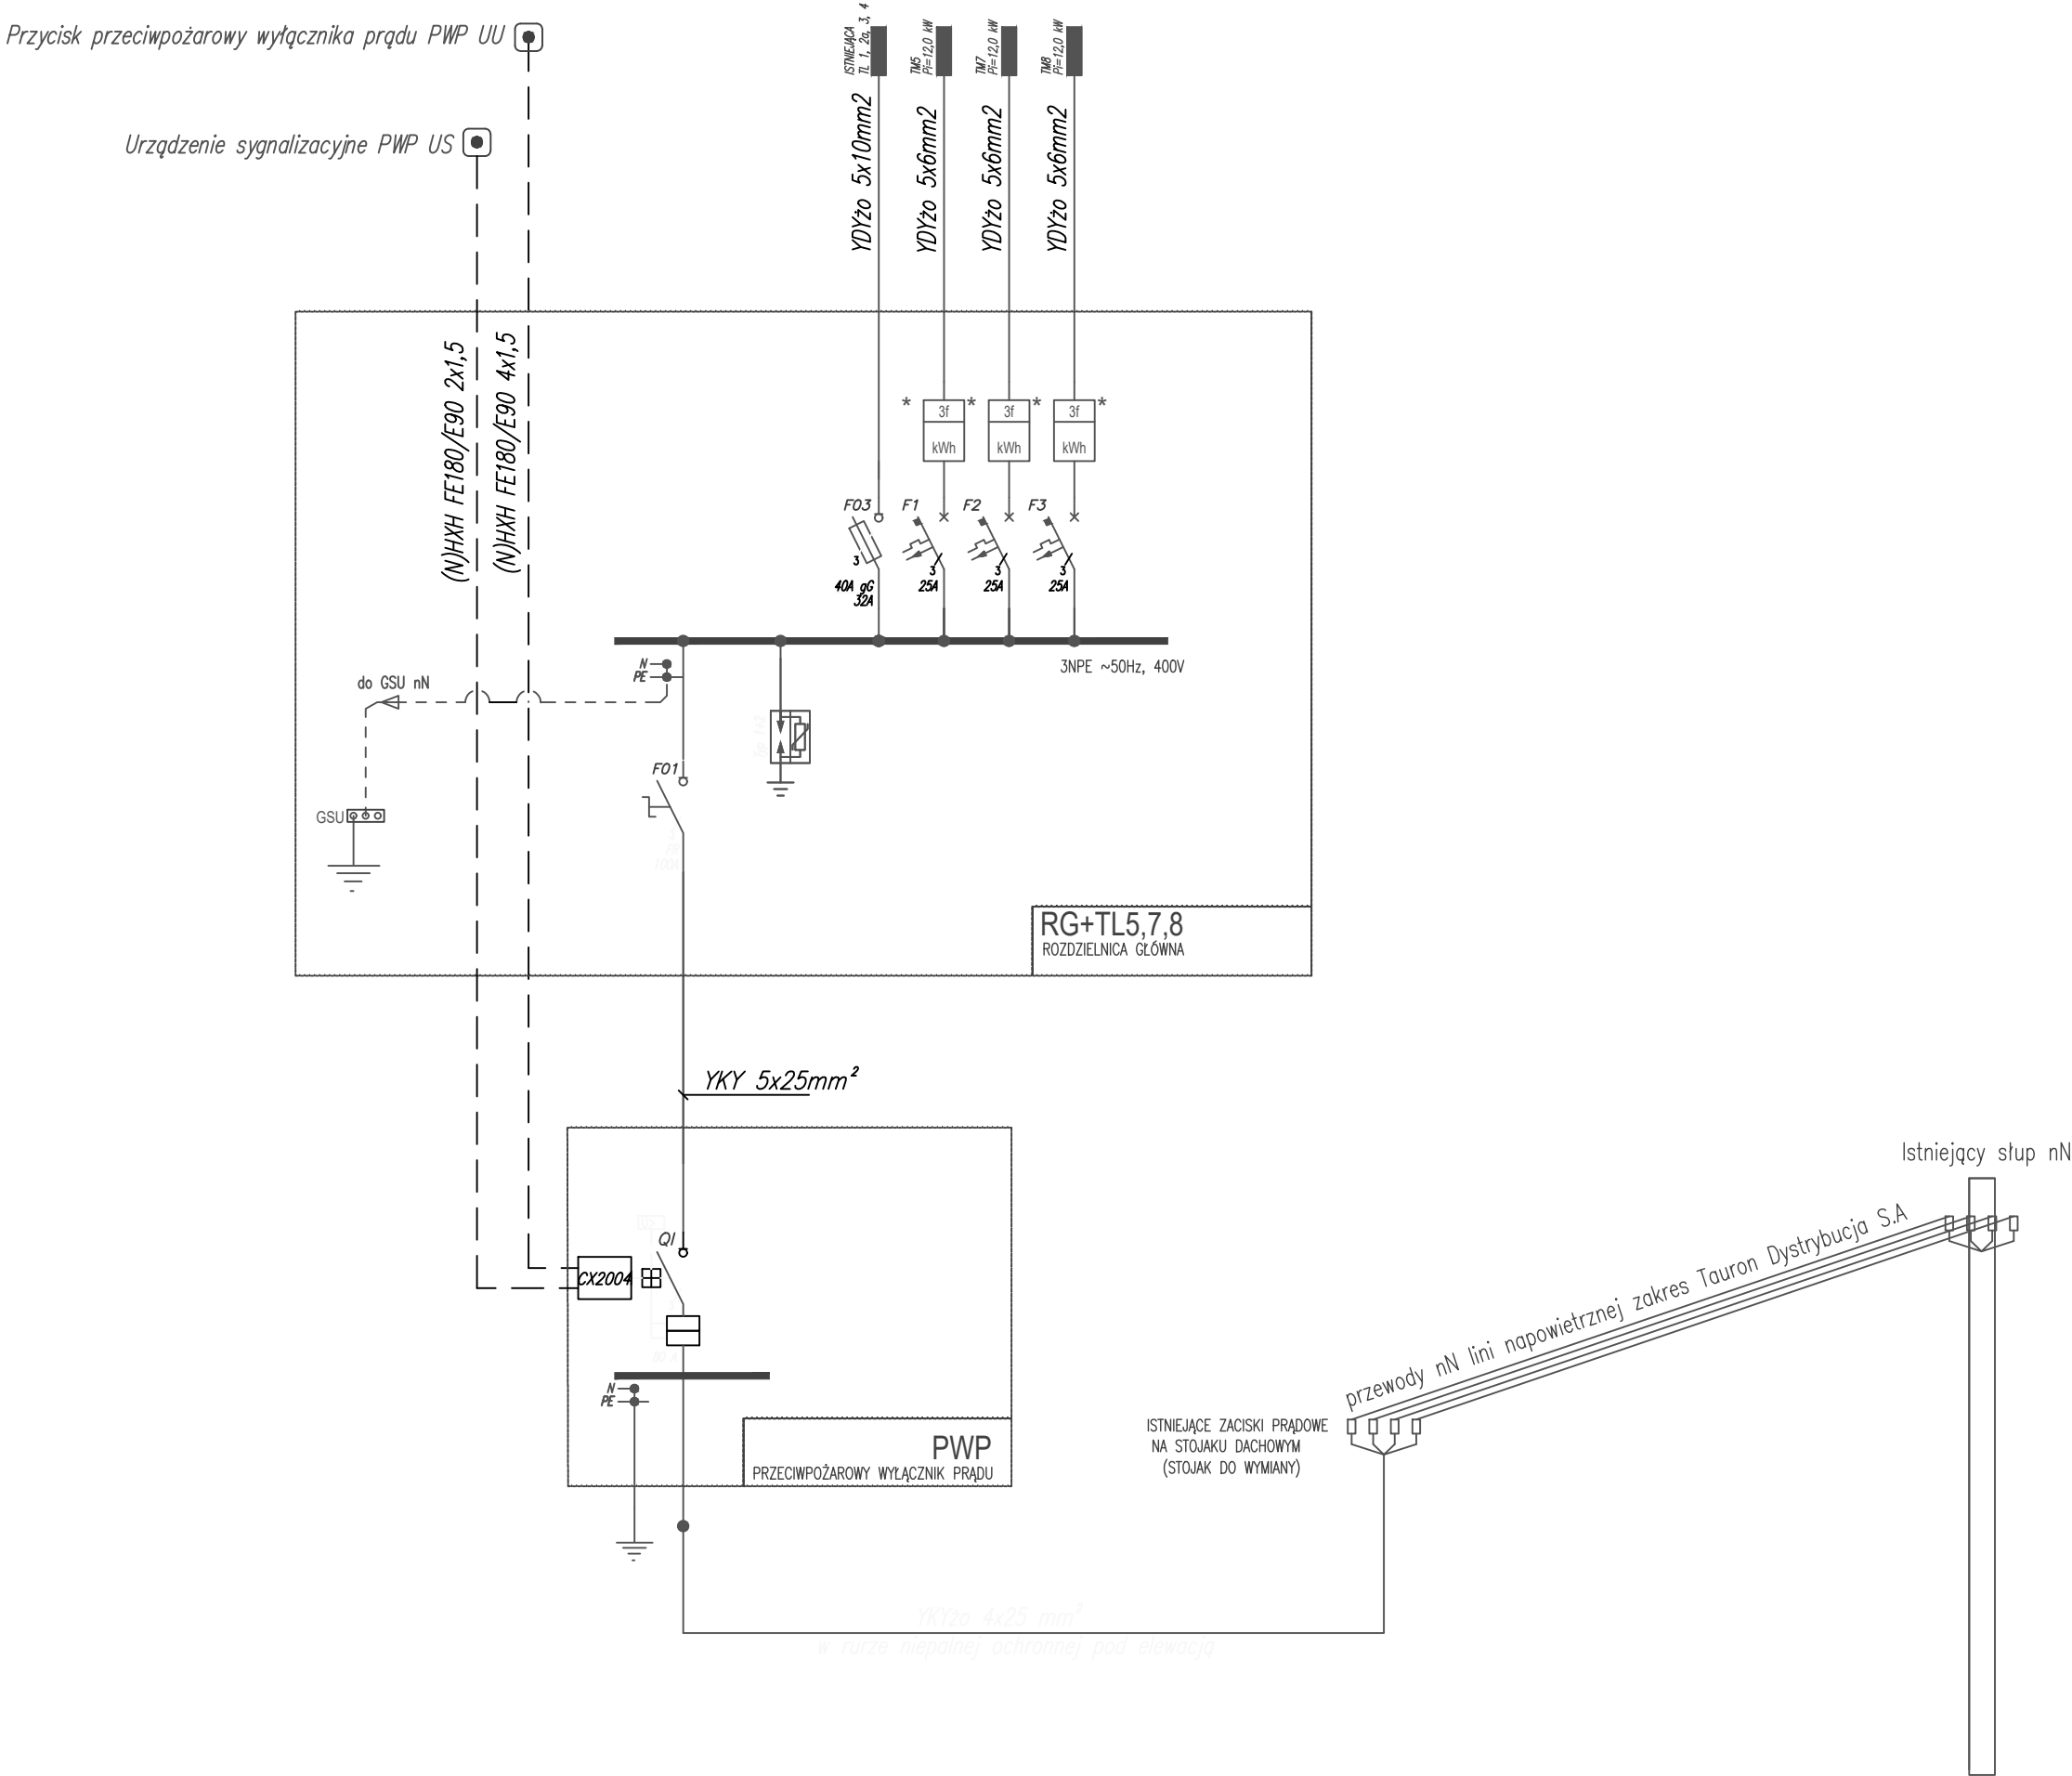 Przycisk przeciwpożarowy wyłącznika prądu PWP UU
Urządzenie sygnalizacyjne PWP US
ISTNIEJĄCA
TL 1, 2a, 3, 4
TM5
Pi=12,0 kW
TM7
Pi=12,0 kW
TM8
Pi=12,0 kW
YDYżo 5x10mm2
YDYżo 5x6mm2
YDYżo 5x6mm2
YDYżo 5x6mm2
(N)HXH FE180/E90 2x1,5
(N)HXH FE180/E90 4x1,5
* 3f * 3f * 3f *
kWh kWh kWh
F03 F1 F2 F3
3 3 3 3
40A gG 25A 25A 25A
32A
N
PE
3NPE ~50Hz, 400V
do GSU nN
F01
GSU
100A
RG+TL5,7,8
ROZDZIELNICA GŁÓWNA
YKY 5x25mm²
QI
CX2004
N
PE
PWP
PRZECIWPOŻAROWY WYŁĄCZNIK PRĄDU
Istniejący słup nN
przewody nN lini napowietrznej zakres Tauron Dystrybucja S.A
ISTNIEJĄCE ZACISKI PRĄDOWE
NA STOJAKU DACHOWYM
(STOJAK DO WYMIANY)
YKYżo 4x25 mm²
w rurze niepalnej ochronnej pod elewacją